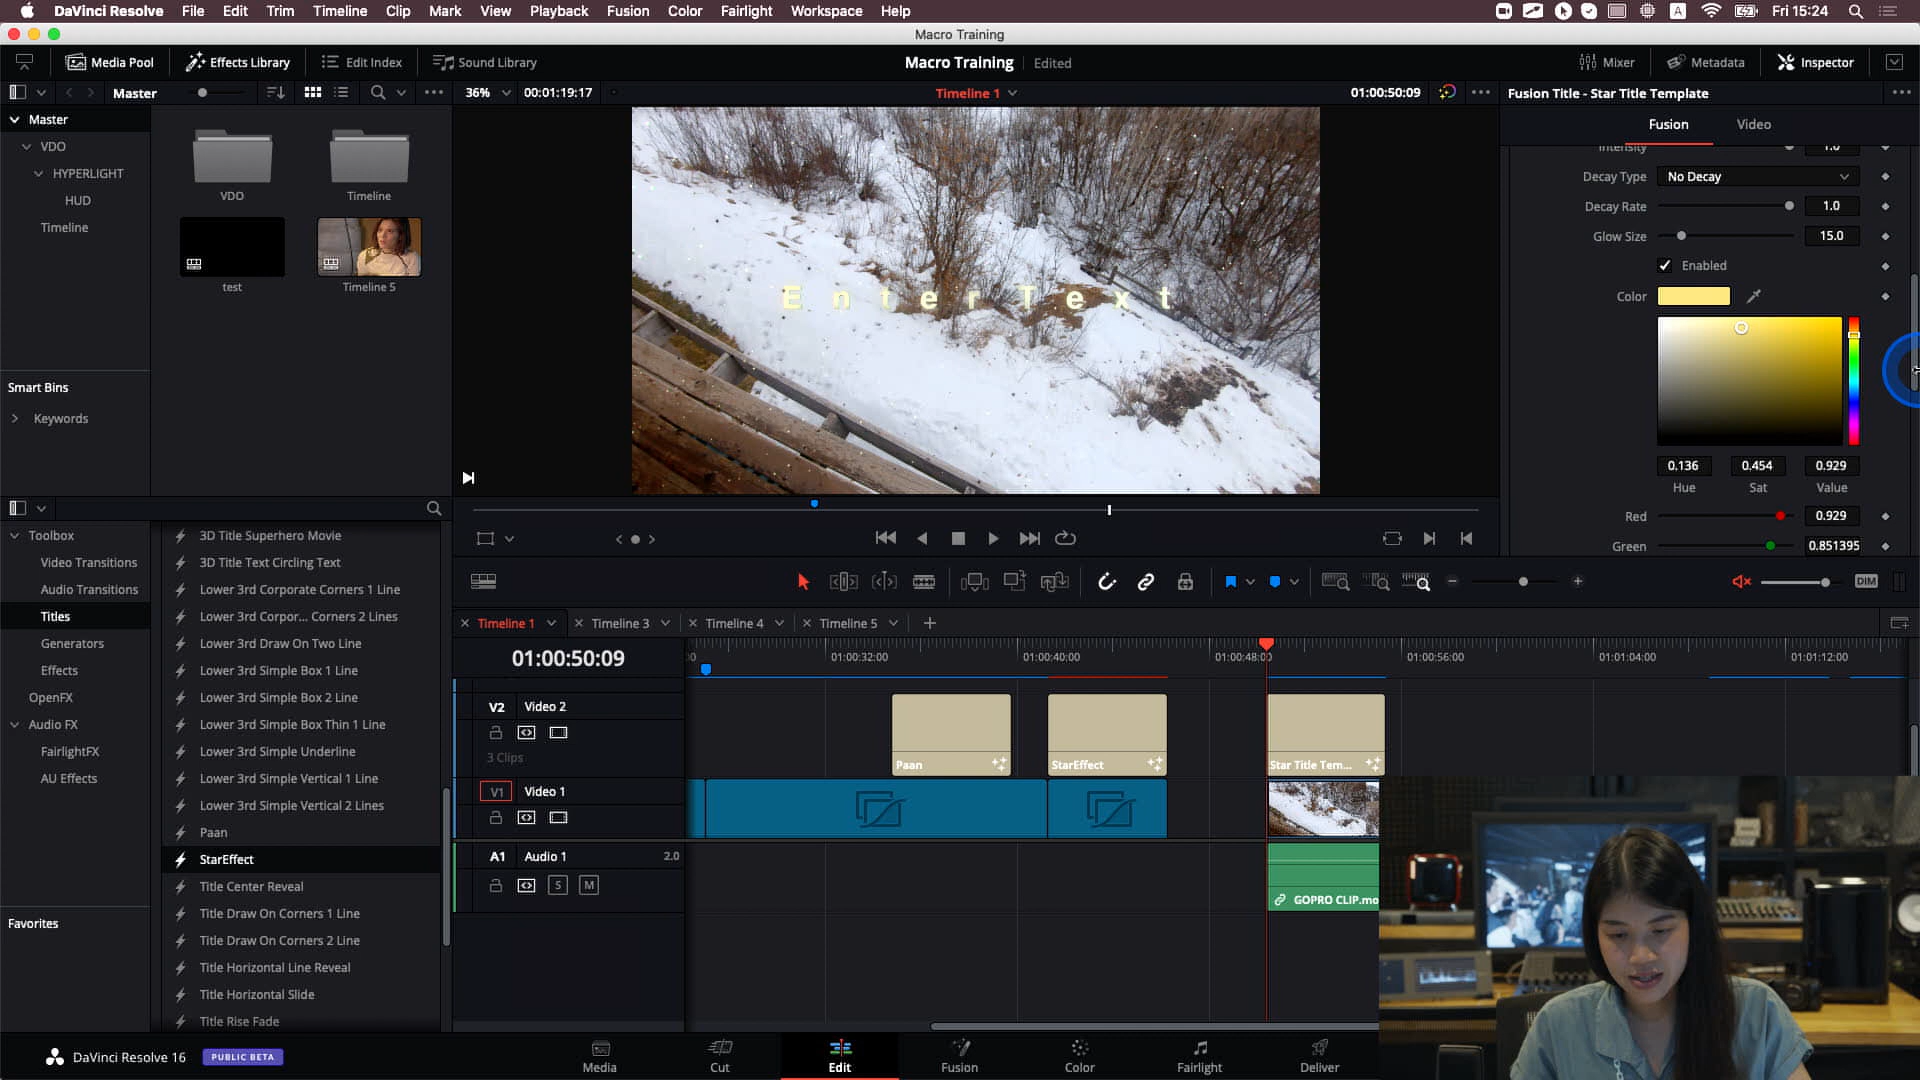 DaVinci Resolve File Edit Trim Timeline Clip Mark View Playback Fusion Color Fairlight Workspace Help
A
Fri 15:24
Macro Training
Media Pool Effects Library Edit Index Sound Library
Macro Training Edited
Mixer Metadata Inspector
Master
36% 00:01:19:17
Timeline 1
01:00:50:09
Fusion Title - Star Title Template
Master
VDO
HYPERLIGHT
HUD
Timeline
VDO
Timeline
test
Timeline 5
Smart Bins
Keywords
Enter Text
Fusion Video
Intensity 1.0
Decay Type No Decay
Decay Rate 1.0
Glow Size 15.0
Enabled
Color
0.136 0.454 0.929
Hue Sat Value
Red 0.929
Green 0.851395
Toolbox
Video Transitions
Audio Transitions
Titles
Generators
Effects
OpenFX
Audio FX
FairlightFX
AU Effects
Favorites
3D Title Superhero Movie
3D Title Text Circling Text
Lower 3rd Corporate Corners 1 Line
Lower 3rd Corpor... Corners 2 Lines
Lower 3rd Draw On Two Line
Lower 3rd Simple Box 1 Line
Lower 3rd Simple Box 2 Line
Lower 3rd Simple Box Thin 1 Line
Lower 3rd Simple Underline
Lower 3rd Simple Vertical 1 Line
Lower 3rd Simple Vertical 2 Lines
Paan
StarEffect
Title Center Reveal
Title Draw On Corners 1 Line
Title Draw On Corners 2 Line
Title Horizontal Line Reveal
Title Horizontal Slide
Title Rise Fade
DIM
Timeline 1 Timeline 3 Timeline 4 Timeline 5
01:00:50:09
00 01:00:32:00 01:00:40:00 01:00:48:00 01:00:56:00 01:01:04:00 01:01:12:00
V2 Video 2
3 Clips
Paan
StarEffect
Star Title Tem...
V1 Video 1
A1 Audio 1 2.0
S M
GOPRO CLIP.mo
DaVinci Resolve 16 PUBLIC BETA
Media Cut Edit Fusion Color Fairlight Deliver